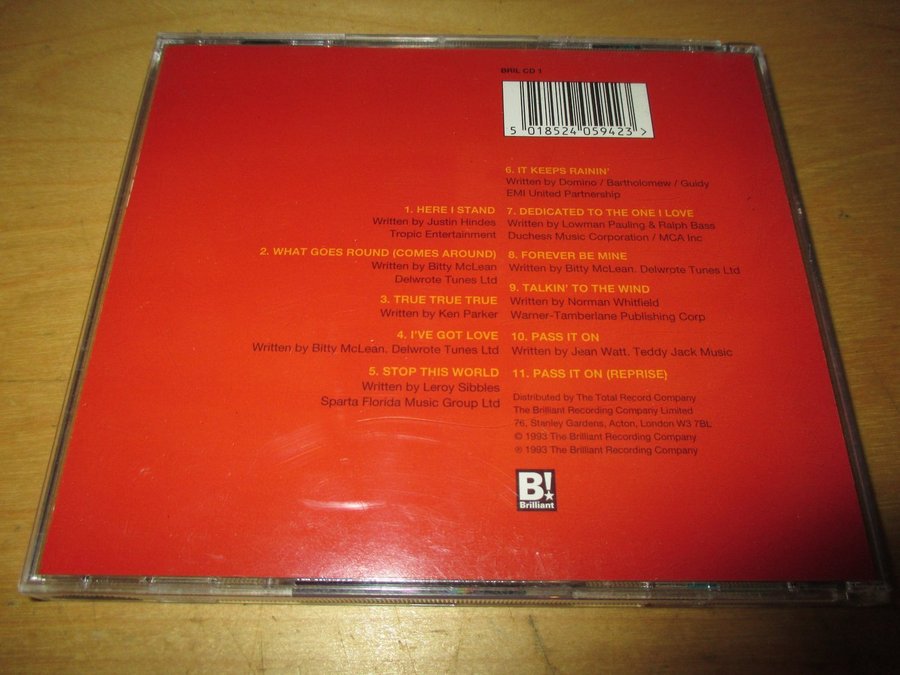 BRIL CD 1
5 018524 059423 >
1. HERE I STAND
Written by Justin Hindes
Tropic Entertainment
2. WHAT GOES ROUND (COMES AROUND)
Written by Bitty McLean
Delwrote Tunes Ltd
3. TRUE TRUE TRUE
Written by Ken Parker
4. I'VE GOT LOVE
Written by Bitty McLean. Delwrote Tunes Ltd
5. STOP THIS WORLD
Written by Leroy Sibbles
Sparta Florida Music Group Ltd
6. IT KEEPS RAININ'
Written by Domino / Bartholomew / Guidy
EMI United Partnership
7. DEDICATED TO THE ONE I LOVE
Written by Lowman Pauling & Ralph Bass
Duchess Music Corporation / MCA Inc
8. FOREVER BE MINE
Written by Bitty McLean. Delwrote Tunes Ltd
9. TALKIN' TO THE WIND
Written by Norman Whitfield
Warner-Tamberlane Publishing Corp
10. PASS IT ON
Written by Jean Watt. Teddy Jack Music
11. PASS IT ON (REPRISE)
Distributed by The Total Record Company
The Brilliant Recording Company Limited
76, Stanley Gardens, Acton, London W3 7BL
© 1993 The Brilliant Recording Company
℗ 1993 The Brilliant Recording Company
B!
Brilliant